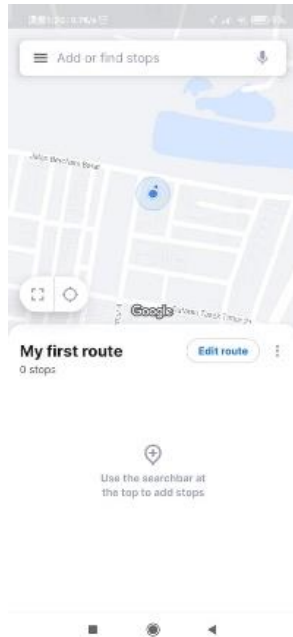 Add or find stops
Google
My first route
Edit route
0 stops
Use the searchbar at
the top to add stops